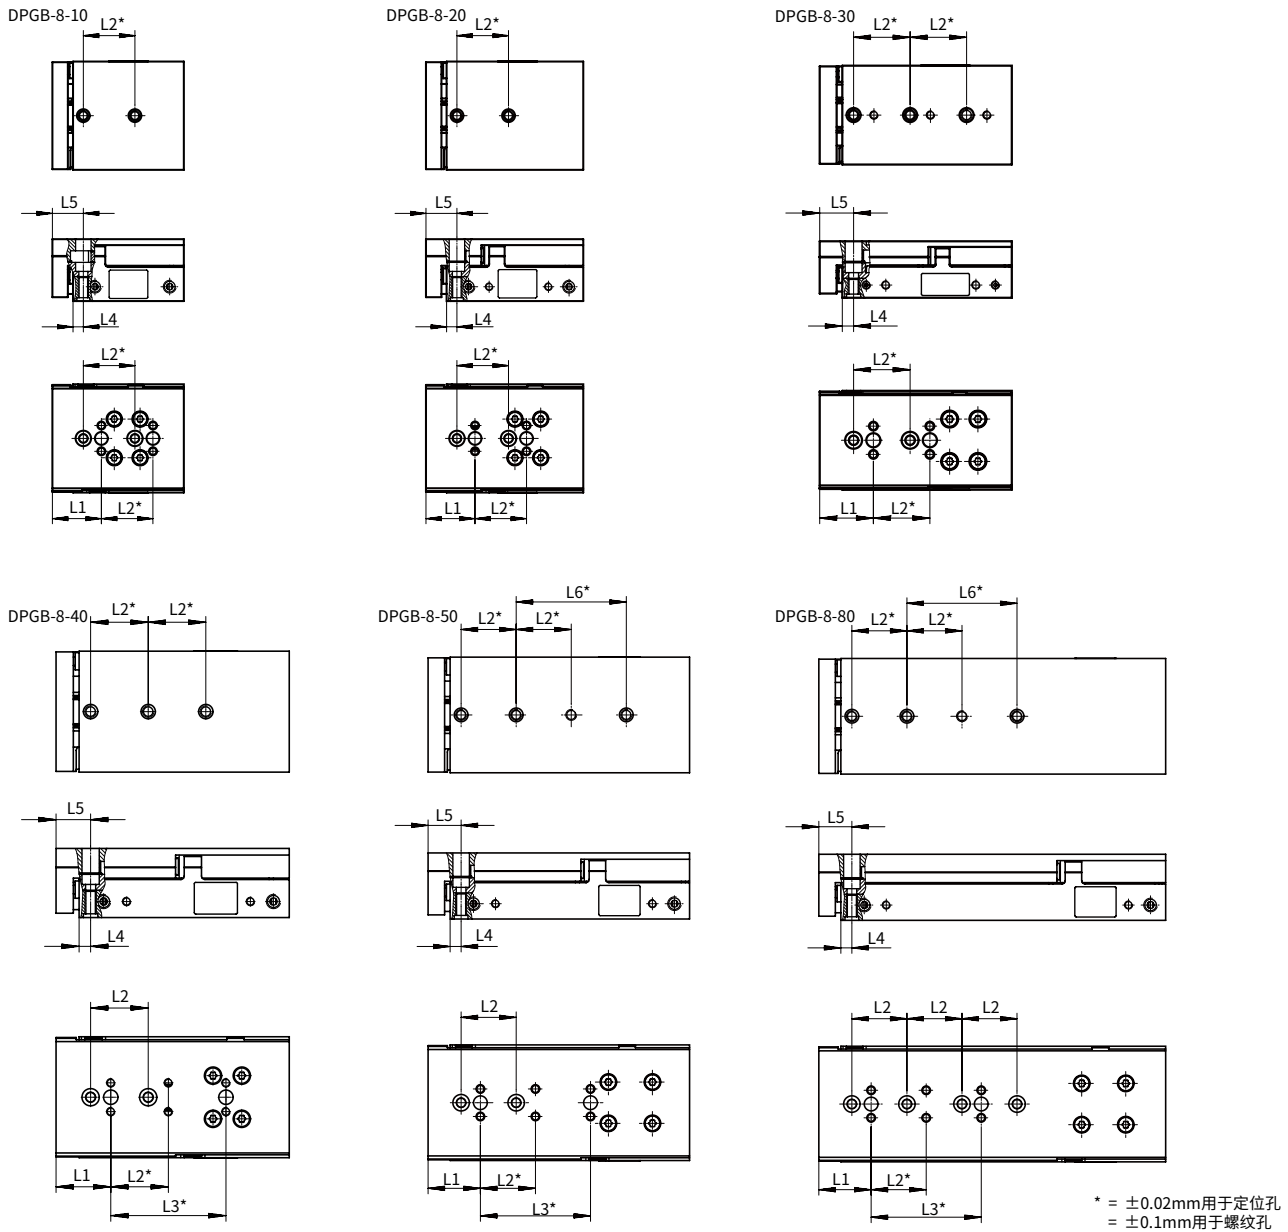 DPGB-8-10
L2*
L5
L4
L2*
L1 L2*
DPGB-8-20
L2*
L5
L4
L2*
L1 L2*
DPGB-8-30
L2* L2*
L5
L4
L2*
L1 L2*
DPGB-8-40
L2* L2*
L5
L4
L2
L1 L2*
L3*
DPGB-8-50
L6*
L2* L2*
L5
L4
L2
L1 L2*
L3*
DPGB-8-80
L6*
L2* L2*
L5
L4
L2 L2 L2
L1 L2*
L3*
* = ±0.02mm用于定位孔
= ±0.1mm用于螺纹孔